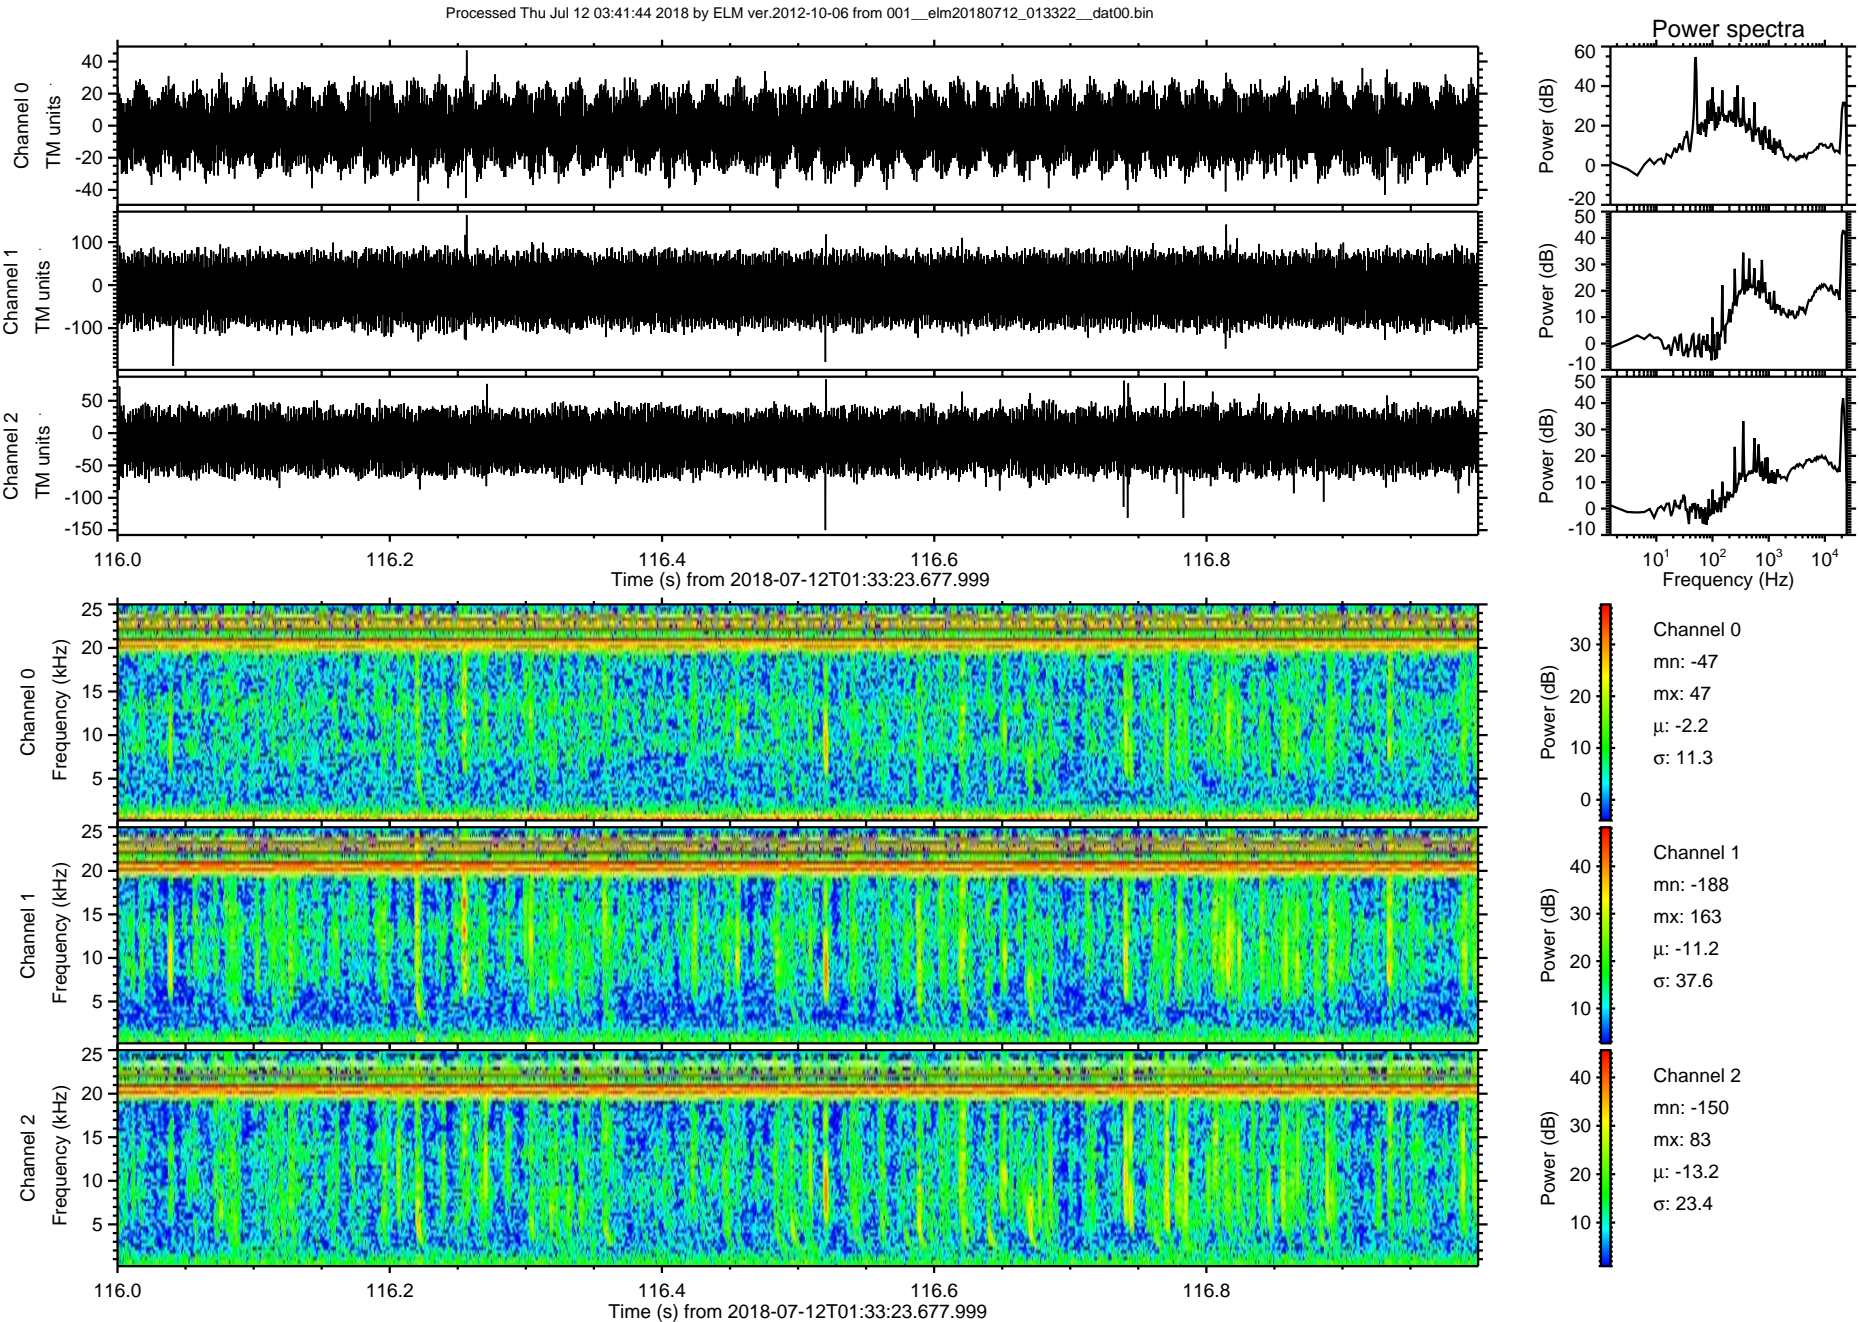 Processed Thu Jul 12 03:41:44 2018 by ELM ver.2012-10-06 from 001__elm20180712_013322__dat00.bin
Power spectra
Channel 0
TM units
40
20
0
-20
-40
Power (dB)
60
40
20
0
-20
Channel 1
TM units
100
0
-100
Power (dB)
50
40
30
20
10
0
-10
Channel 2
TM units
50
0
-50
-100
-150
Power (dB)
50
40
30
20
10
0
-10
116.0 116.2 116.4 116.6 116.8
Time (s) from 2018-07-12T01:33:23.677.999
10¹ 10² 10³ 10⁴
Frequency (Hz)
Channel 0
Frequency (kHz)
25
20
15
10
5
Power (dB)
30
20
10
0
Channel 0
mn: -47
mx: 47
μ: -2.2
σ: 11.3
Channel 1
Frequency (kHz)
25
20
15
10
5
Power (dB)
40
30
20
10
Channel 1
mn: -188
mx: 163
μ: -11.2
σ: 37.6
Channel 2
Frequency (kHz)
25
20
15
10
5
Power (dB)
40
30
20
10
Channel 2
mn: -150
mx: 83
μ: -13.2
σ: 23.4
116.0 116.2 116.4 116.6 116.8
Time (s) from 2018-07-12T01:33:23.677.999